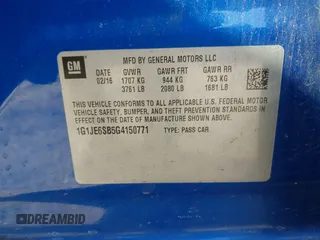 GM
MFD BY GENERAL MOTORS LLC
DATE GVWR GAWR FRT GAWR RR
02/16 1707 KG 944 KG 763 KG
3761 LB 2080 LB 1681 LB
THIS VEHICLE CONFORMS TO ALL APPLICABLE U.S. FEDERAL MOTOR
VEHICLE SAFETY, BUMPER, AND THEFT PREVENTION STANDARDS IN
EFFECT ON THE DATE OF MANUFACTURE SHOWN ABOVE.
1G1JE6SB5G4150771
TYPE: PASS CAR
DREAMBID